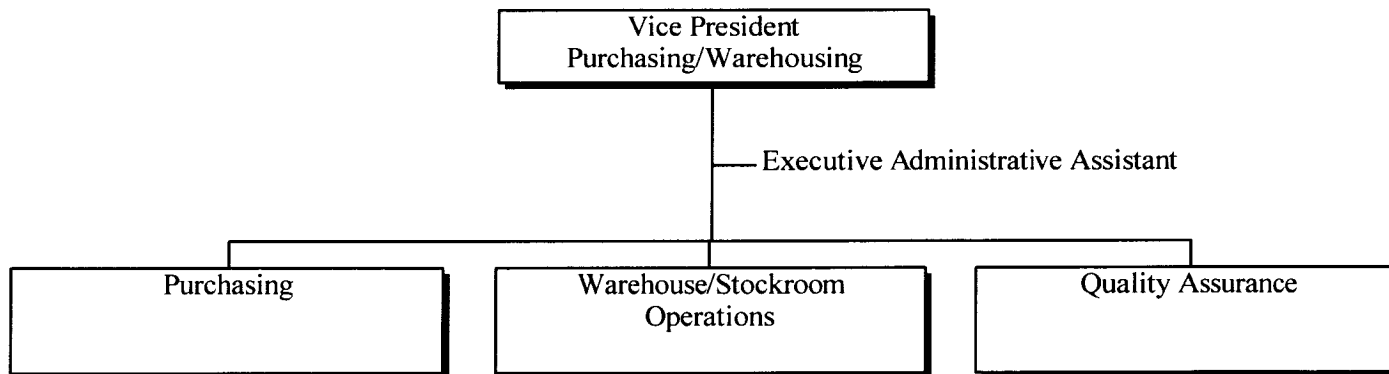 Vice President
Purchasing/Warehousing
Executive Administrative Assistant
Purchasing
Warehouse/Stockroom
Operations
Quality Assurance